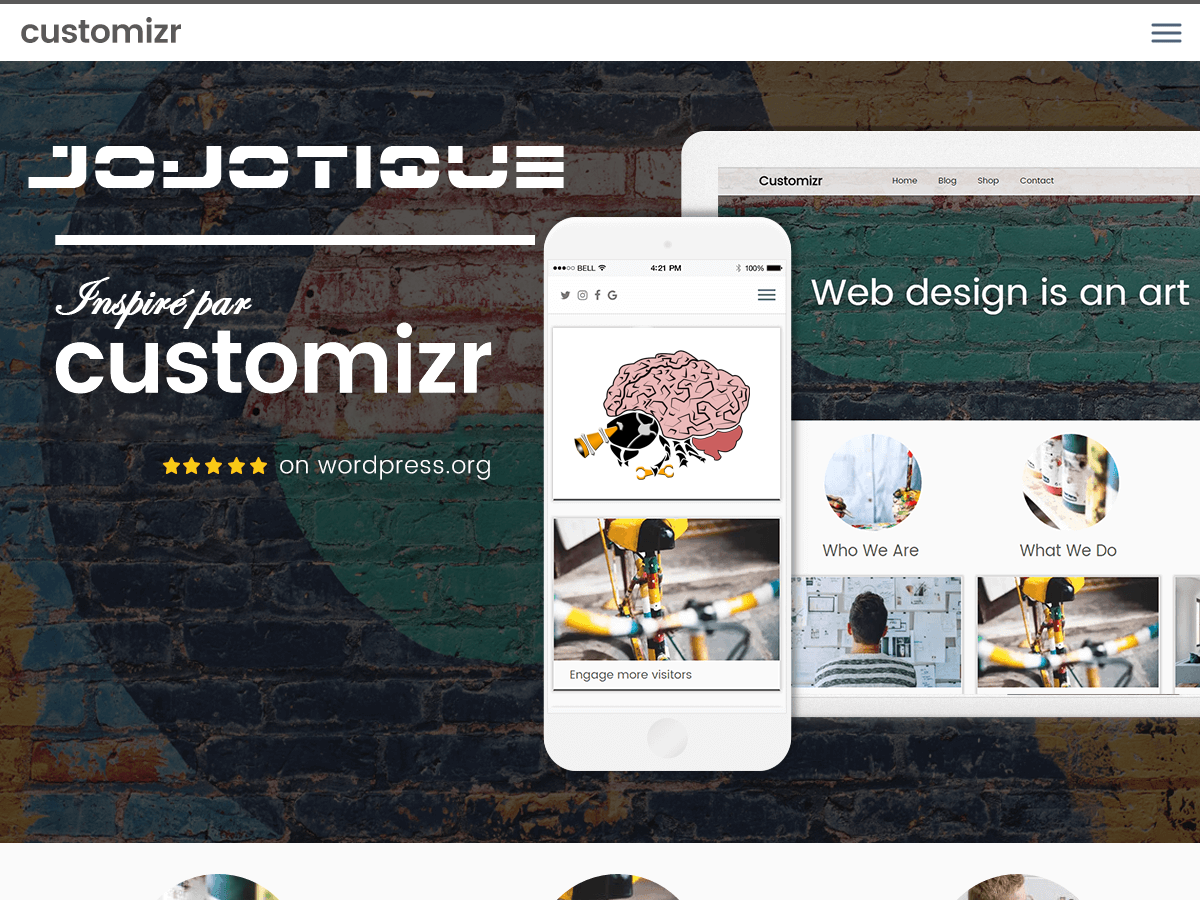 customizr
JOJOTIQUE
Inspiré par
customizr
on wordpress.org
BELL
4:21 PM
100%
Engage more visitors
Customizr
Home Blog Shop Contact
Web design is an art
Who We Are
What We Do